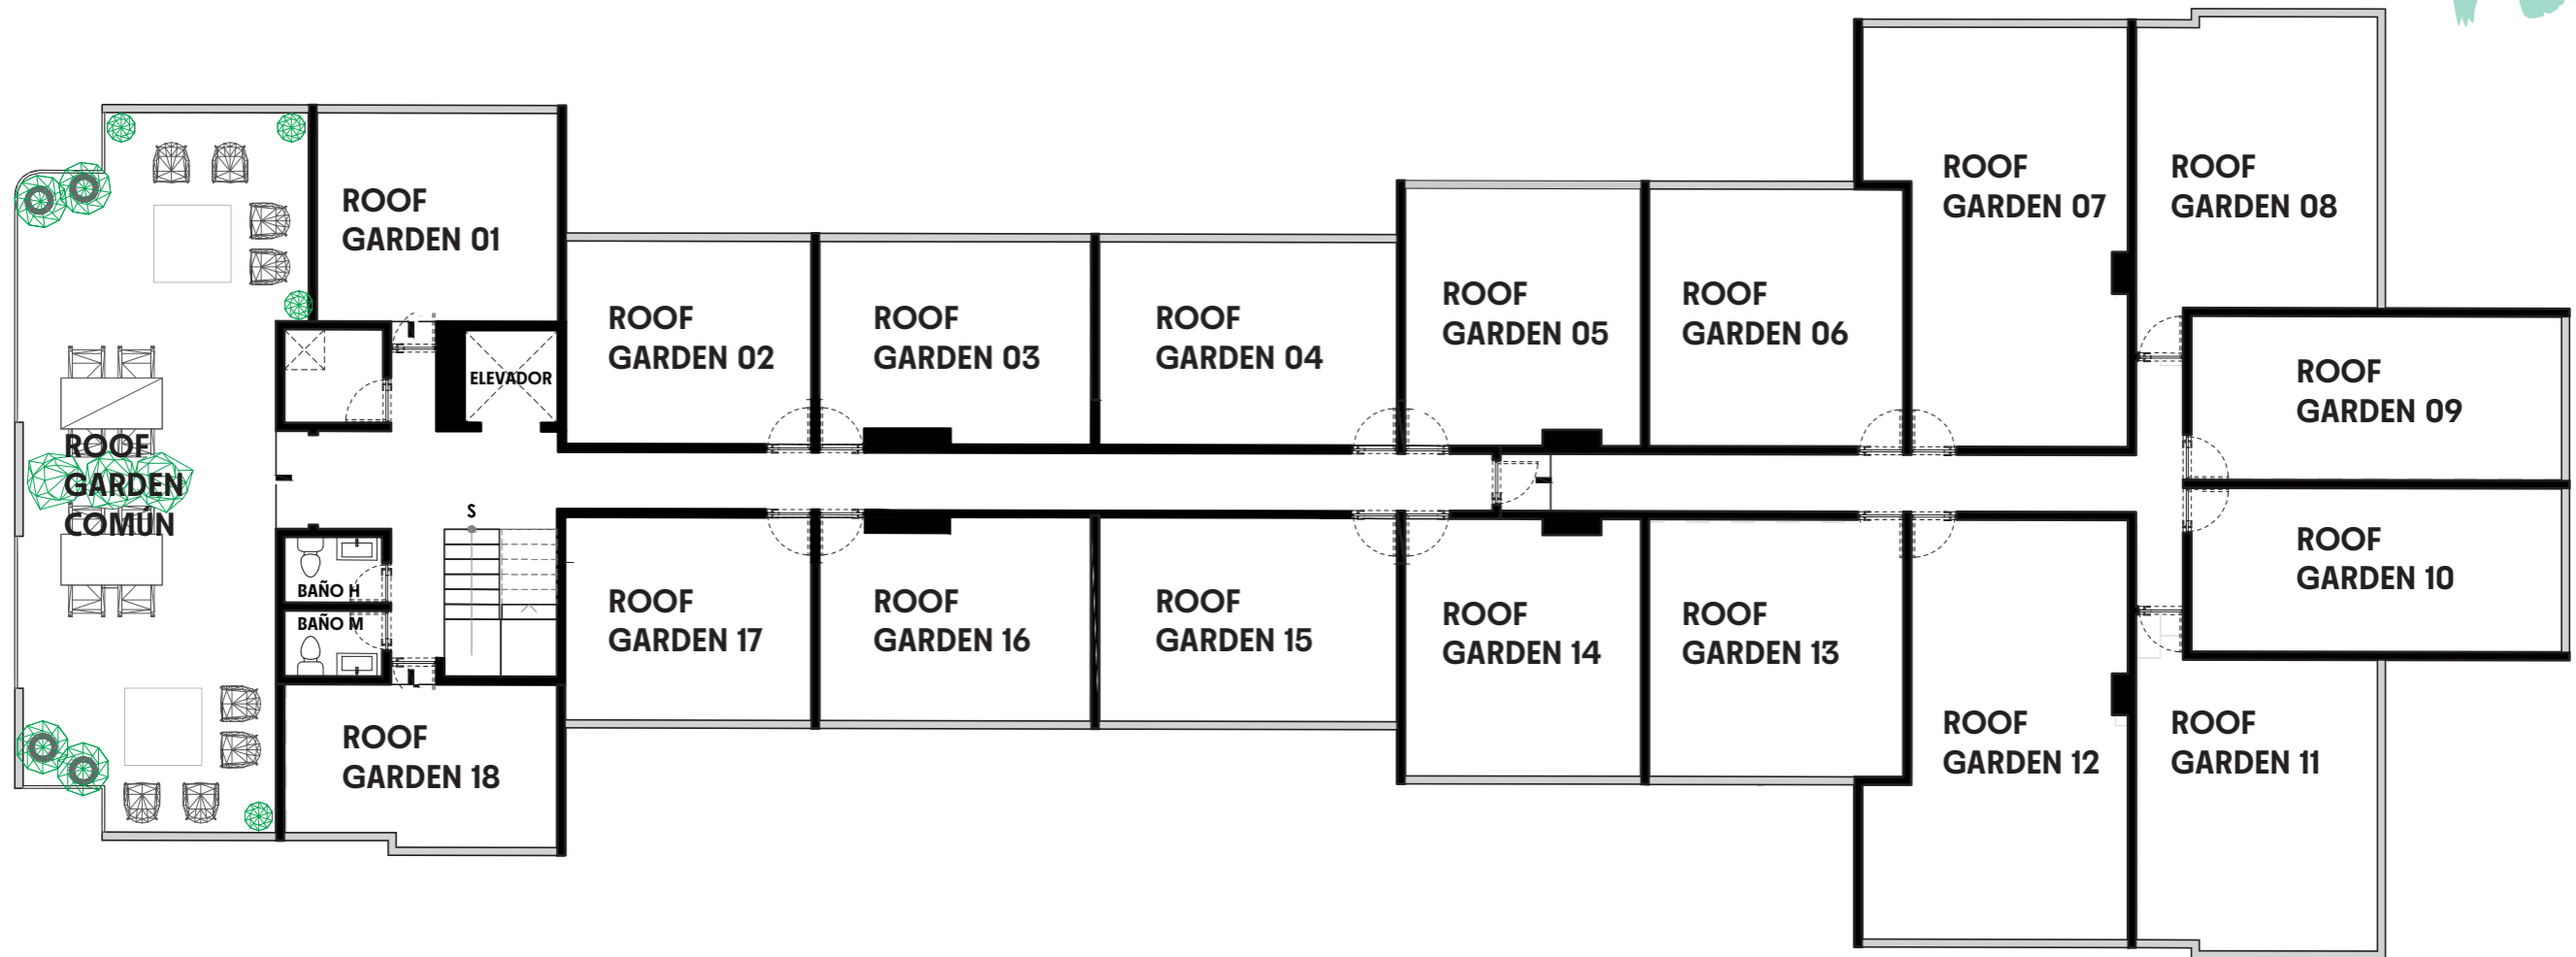 ROOF
GARDEN 01
ROOF
GARDEN 02
ROOF
GARDEN 03
ROOF
GARDEN 04
ROOF
GARDEN 05
ROOF
GARDEN 06
ROOF
GARDEN 07
ROOF
GARDEN 08
ROOF
GARDEN 09
ELEVADOR
ROOF
GARDEN
COMÚN
S
BAÑO H
BAÑO M
ROOF
GARDEN 10
ROOF
GARDEN 18
ROOF
GARDEN 17
ROOF
GARDEN 16
ROOF
GARDEN 15
ROOF
GARDEN 14
ROOF
GARDEN 13
ROOF
GARDEN 12
ROOF
GARDEN 11